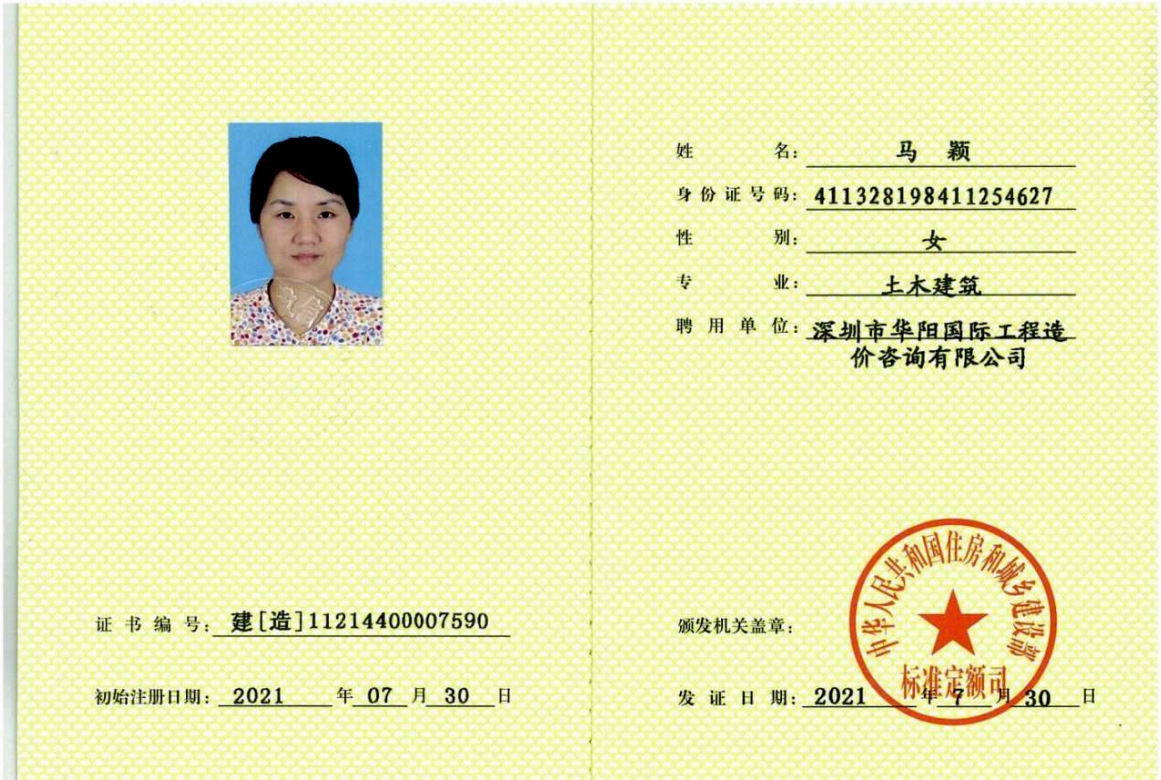 证书编号: 建[造]11214400007590
初始注册日期: 2021 年 07 月 30 日
姓名: 马 颖
身份证号码: 411328198411254627
性别: 女
专业: 土木建筑
聘用单位: 深圳市华阳国际工程造
价咨询有限公司
颁发机关盖章:
中华人民共和国住房和城乡建设部
标准定额司
发证日期: 2021 年 7 月 30 日